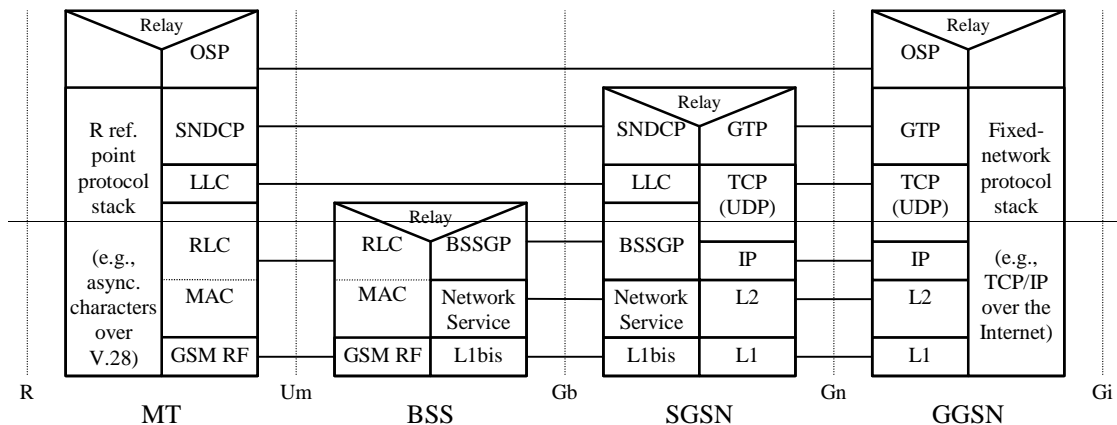 Relay
OSP
R ref.
point
protocol
stack
(e.g.,
async.
characters
over
V.28)
SNDCP
LLC
RLC
MAC
GSM RF
Relay
RLC
MAC
GSM RF
BSSGP
Network
Service
L1bis
Relay
SNDCP
LLC
BSSGP
Network
Service
L1bis
GTP
TCP
(UDP)
IP
L2
L1
Relay
OSP
GTP
TCP
(UDP)
IP
L2
L1
Fixed-
network
protocol
stack
(e.g.,
TCP/IP
over the
Internet)
R
Um
Gb
Gn
Gi
MT
BSS
SGSN
GGSN